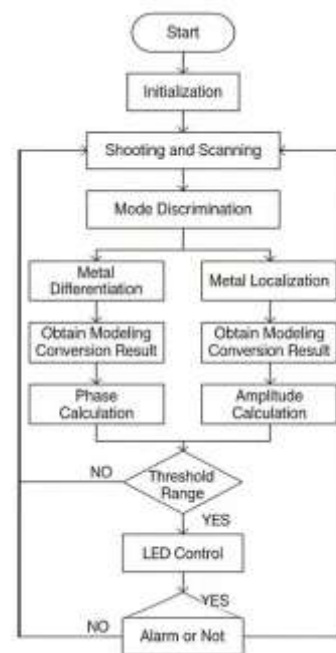 Start
Initialization
Shooting and Scanning
Mode Discrimination
Metal
Differentiation
Metal Localization
Obtain Modeling
Conversion Result
Obtain Modeling
Conversion Result
Phase
Calculation
Amplitude
Calculation
NO
Threshold
Range
YES
LED Control
YES
NO
Alarm or Not